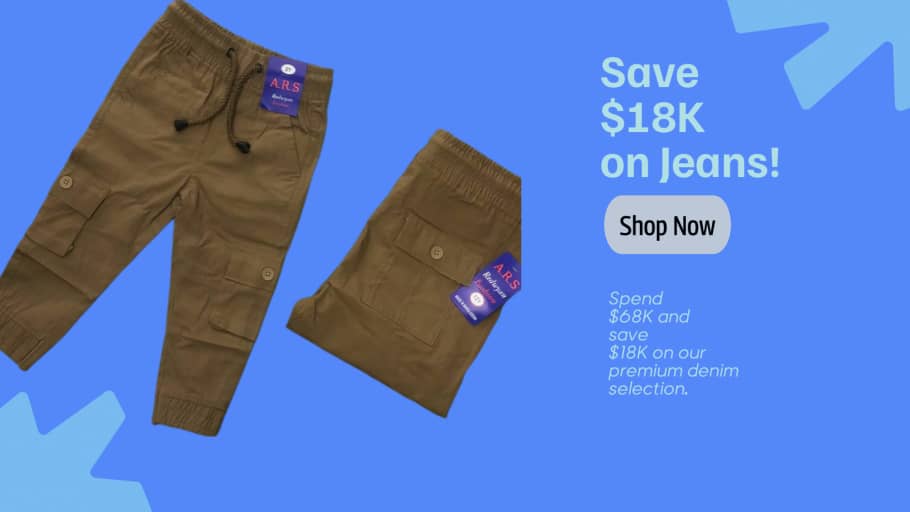 Save
$18K
on Jeans!
Shop Now
Spend
$68K and
save
$18K on our
premium denim
selection.
A.R.S
A.R.S